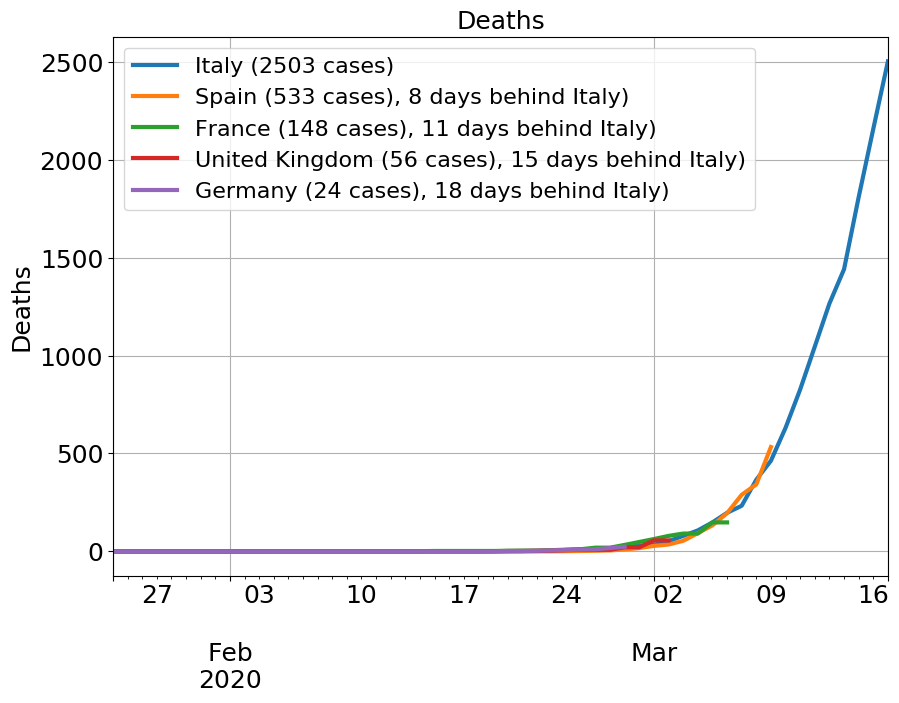 Deaths
2500
2000
1500
1000
500
0
Deaths
Italy (2503 cases)
Spain (533 cases), 8 days behind Italy)
France (148 cases), 11 days behind Italy)
United Kingdom (56 cases), 15 days behind Italy)
Germany (24 cases), 18 days behind Italy)
27 03 10 17 24 02 09 16
Feb Mar
2020